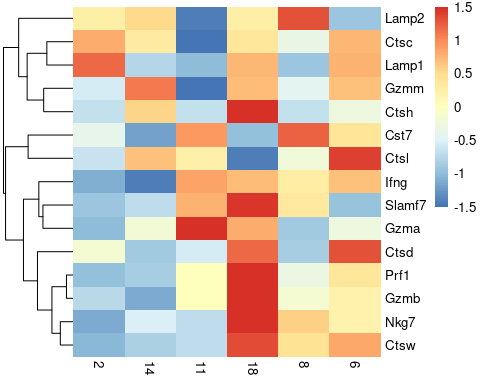 Lamp2
Ctsc
Lamp1
Gzmm
Ctsh
Cst7
Ctsl
Ifng
Slamf7
Gzma
Ctsd
Prf1
Gzmb
Nkg7
Ctsw
2 14 11 18 8 6
1.5
1
0.5
0
-0.5
-1
-1.5